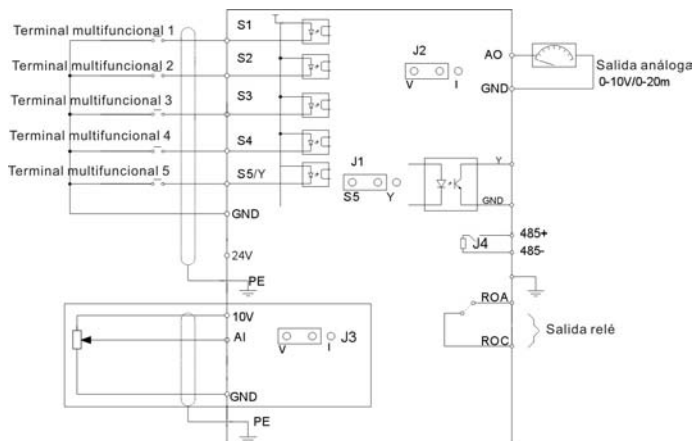 Terminal multifuncional 1
S1
Terminal multifuncional 2
S2
Terminal multifuncional 3
S3
Terminal multifuncional 4
S4
Terminal multifuncional 5
S5/Y
GND
24V
PE
J2
V
I
AO
GND
Salida análoga
0-10V/0-20m
J1
S5
Y
Y
GND
J4
485+
485-
ROA
ROC
Salida relé
10V
AI
GND
PE
J3
V
I